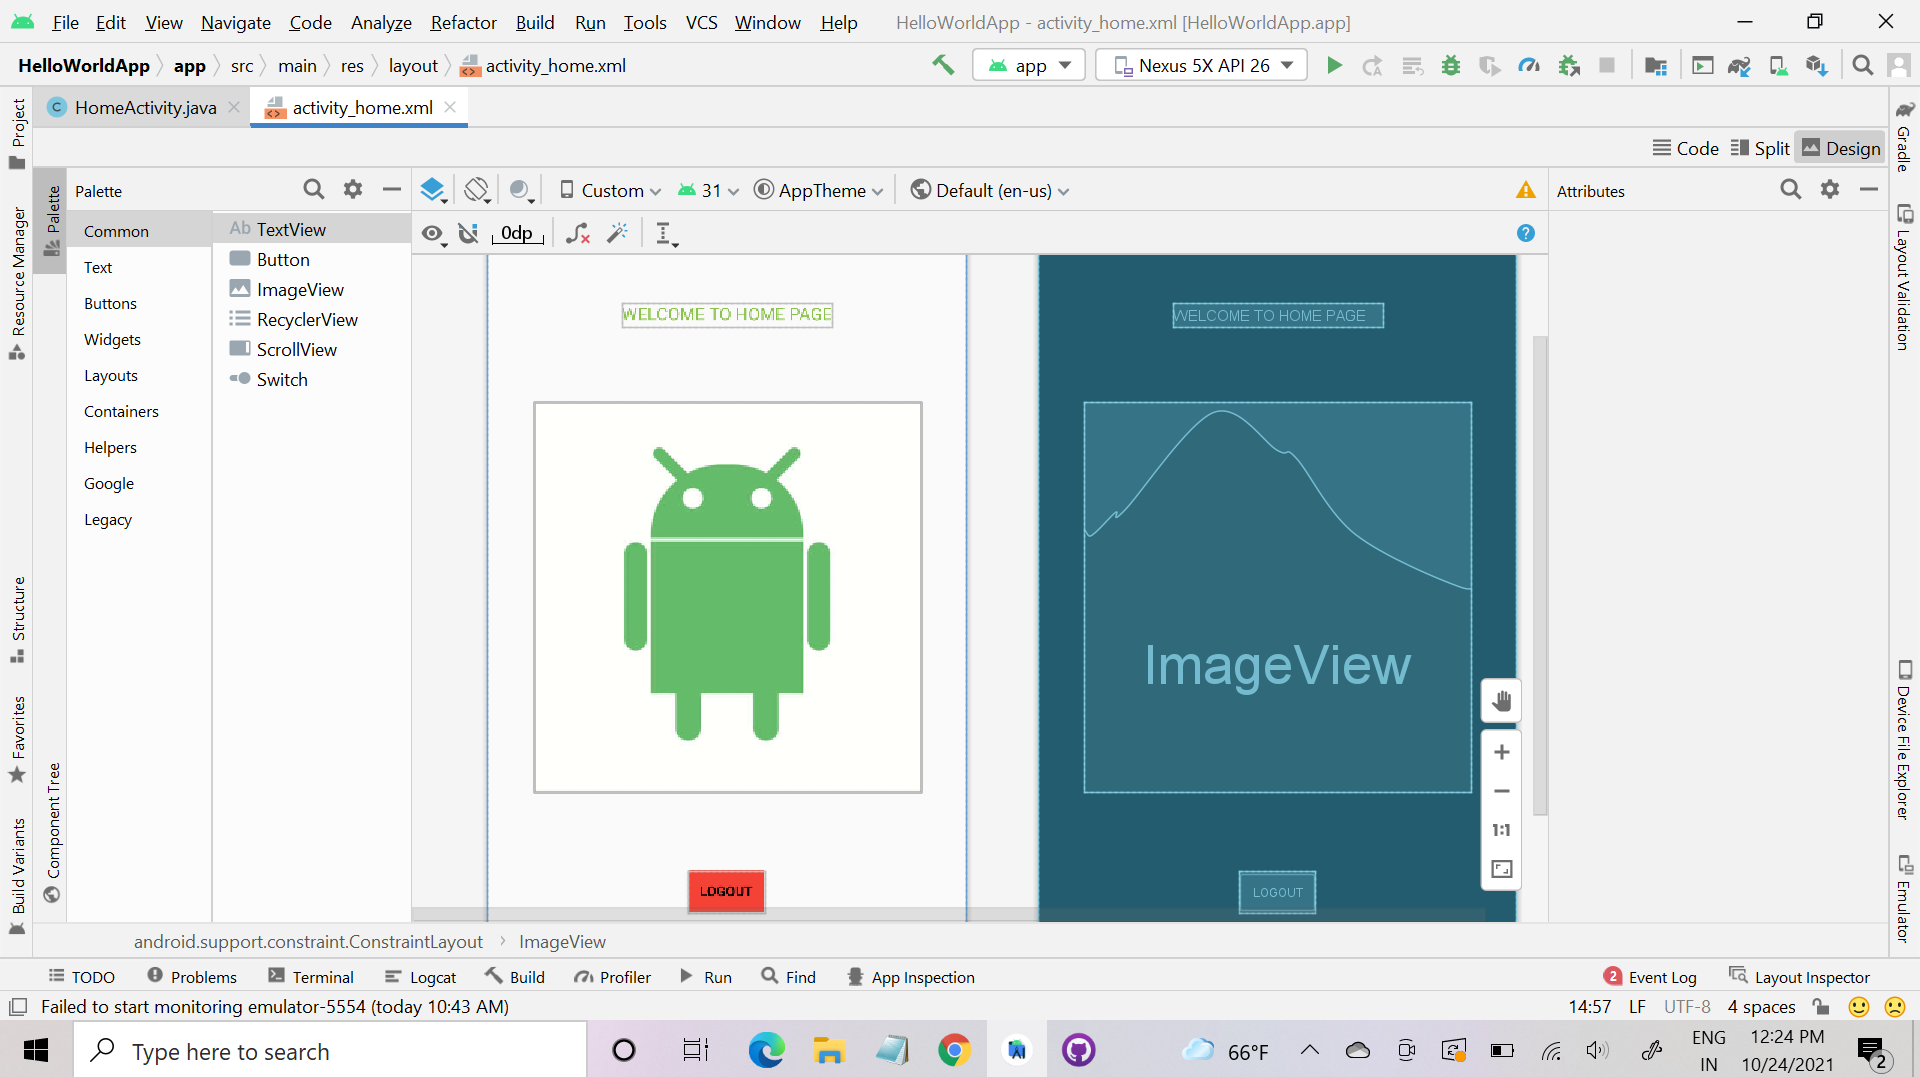 File Edit View Navigate Code Analyze Refactor Build Run Tools VCS Window Help HelloWorldApp - activity_home.xml [HelloWorldApp.app]
HelloWorldApp app src main res layout activity_home.xml app Nexus 5X API 26
HomeActivity.java activity_home.xml
Code Split Design
Palette Custom 31 AppTheme Default (en-us) Attributes
0dp
Common
Text
Buttons
Widgets
Layouts
Containers
Helpers
Google
Legacy
Ab TextView
Button
ImageView
RecyclerView
ScrollView
Switch
WELCOME TO HOME PAGE
LOGOUT
WELCOME TO HOME PAGE
ImageView
LOGOUT
1:1
Project
Resource Manager
Structure
Favorites
Build Variants
Palette
Component Tree
Gradle
Layout Validation
Device File Explorer
Emulator
android.support.constraint.ConstraintLayout ImageView
TODO Problems Terminal Logcat Build Profiler Run Find App Inspection 2 Event Log Layout Inspector
Failed to start monitoring emulator-5554 (today 10:43 AM) 14:57 LF UTF-8 4 spaces
Type here to search 66°F ENG IN 12:24 PM 10/24/2021 2